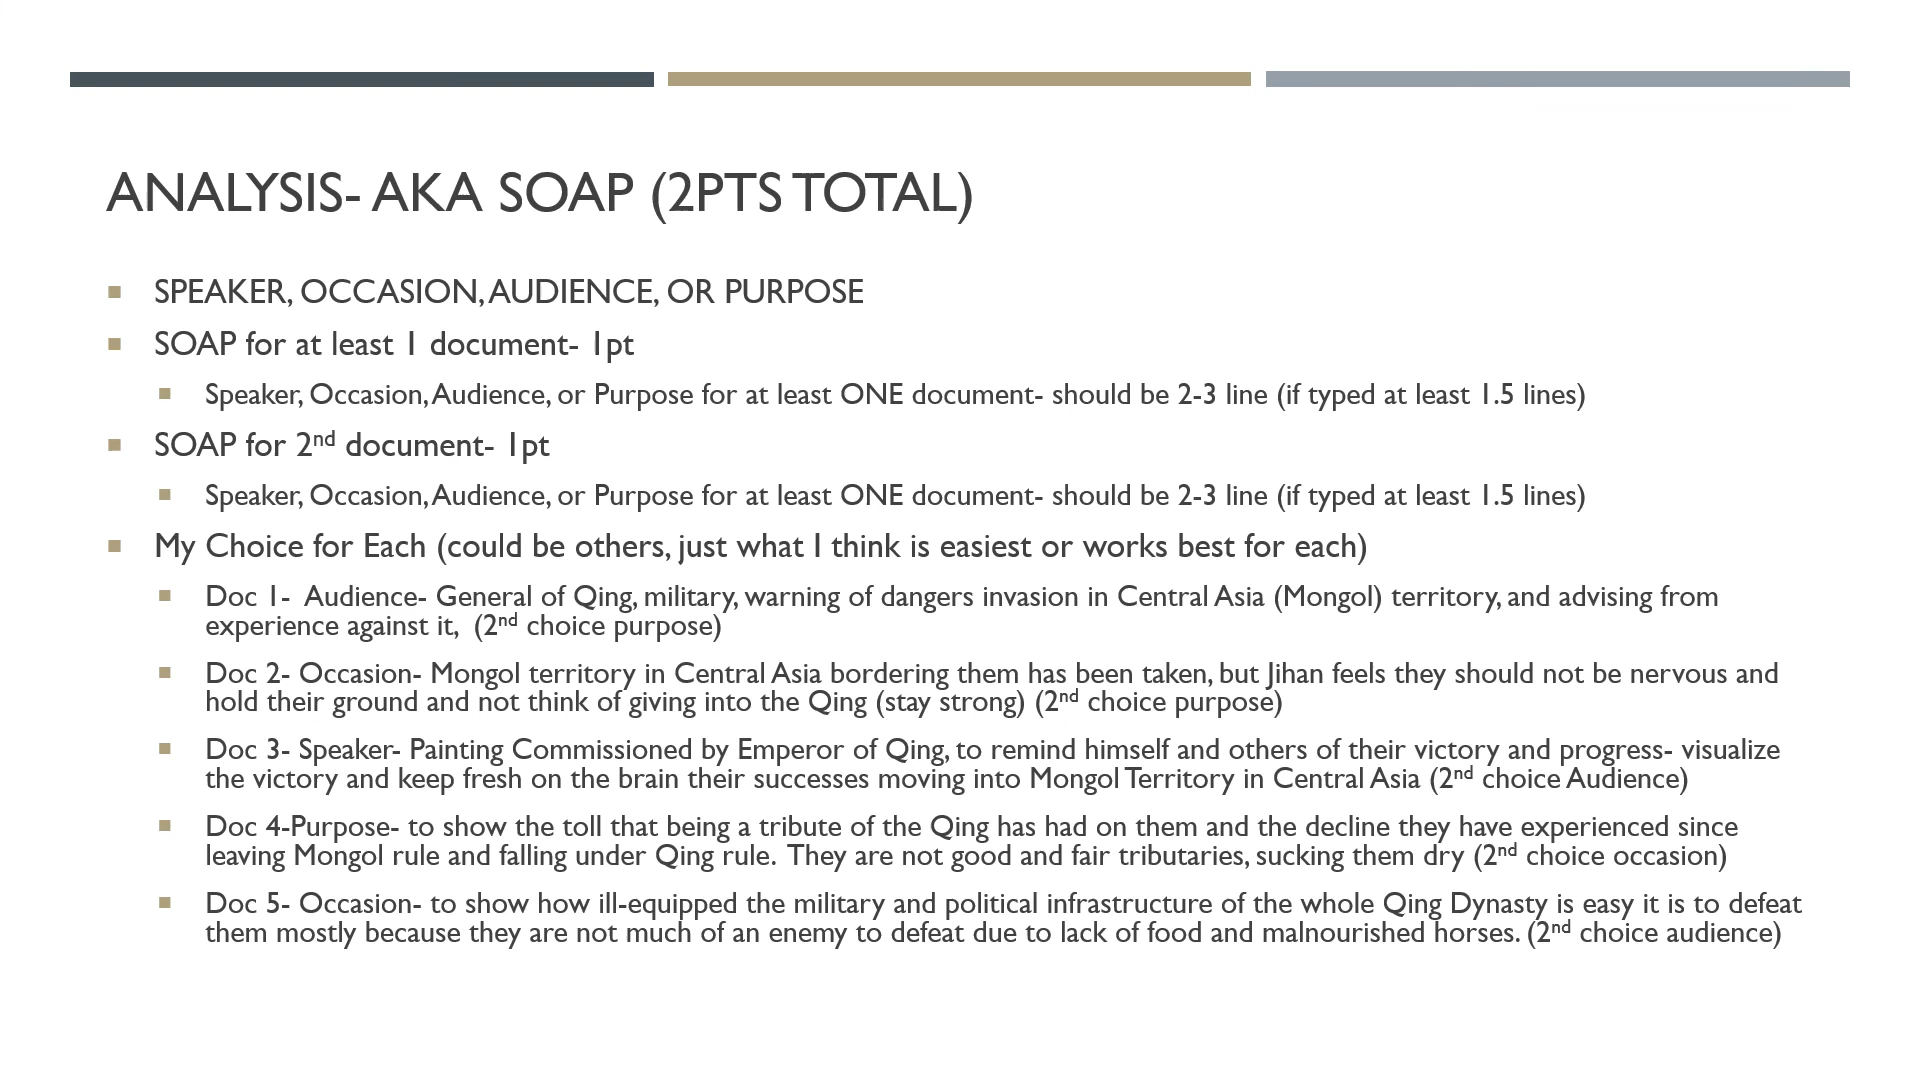 ANALYSIS- AKA SOAP (2PTS TOTAL)
SPEAKER, OCCASION, AUDIENCE, OR PURPOSE
SOAP for at least 1 document- 1pt
Speaker, Occasion, Audience, or Purpose for at least ONE document- should be 2-3 line (if typed at least 1.5 lines)
SOAP for 2nd document- 1pt
Speaker, Occasion, Audience, or Purpose for at least ONE document- should be 2-3 line (if typed at least 1.5 lines)
My Choice for Each (could be others, just what I think is easiest or works best for each)
Doc 1- Audience- General of Qing, military, warning of dangers invasion in Central Asia (Mongol) territory, and advising from
experience against it, (2nd choice purpose)
Doc 2- Occasion- Mongol territory in Central Asia bordering them has been taken, but Jihan feels they should not be nervous and
hold their ground and not think of giving into the Qing (stay strong) (2nd choice purpose)
Doc 3- Speaker- Painting Commissioned by Emperor of Qing, to remind himself and others of their victory and progress- visualize
the victory and keep fresh on the brain their successes moving into Mongol Territory in Central Asia (2nd choice Audience)
Doc 4-Purpose- to show the toll that being a tribute of the Qing has had on them and the decline they have experienced since
leaving Mongol rule and falling under Qing rule. They are not good and fair tributaries, sucking them dry (2nd choice occasion)
Doc 5- Occasion- to show how ill-equipped the military and political infrastructure of the whole Qing Dynasty is easy it is to defeat
them mostly because they are not much of an enemy to defeat due to lack of food and malnourished horses. (2nd choice audience)